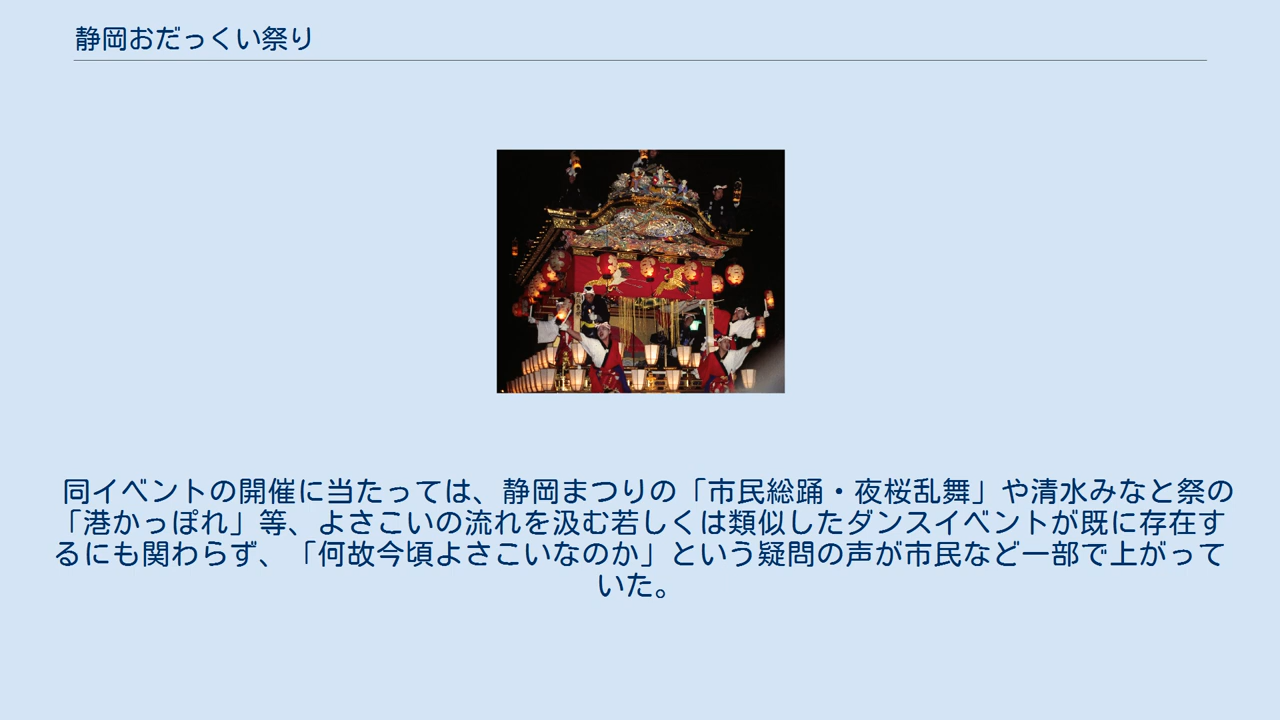 静岡おだっくい祭り
同イベントの開催に当たっては、静岡まつりの「市民総踊・夜桜乱舞」や清水みなと祭の
「港かっぽれ」等、よさこいの流れを汲む若しくは類似したダンスイベントが既に存在す
るにも関わらず、「何故今頃よさこいなのか」という疑問の声が市民など一部で上がって
いた。